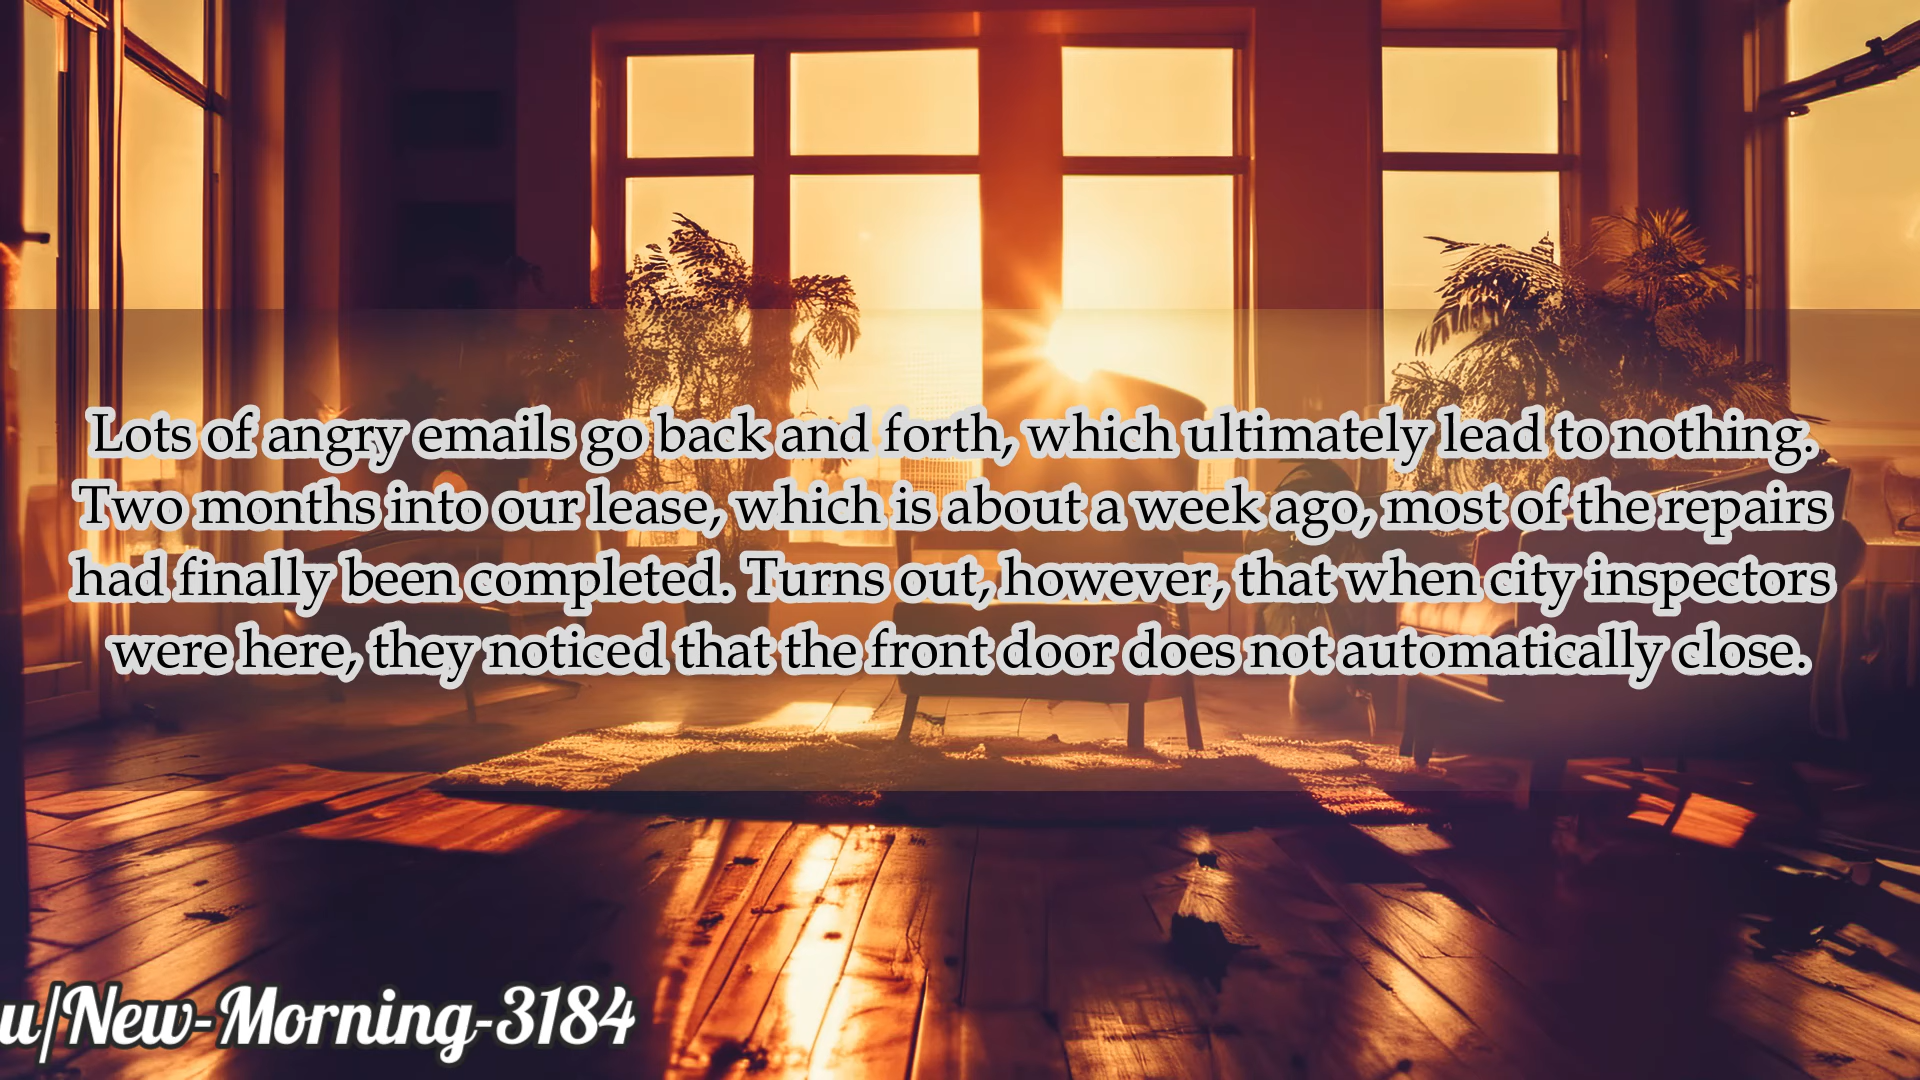 Lots of angry emails go back and forth, which ultimately lead to nothing.
Two months into our lease, which is about a week ago, most of the repairs
had finally been completed. Turns out, however, that when city inspectors
were here, they noticed that the front door does not automatically close.
u/New-Morning-3184